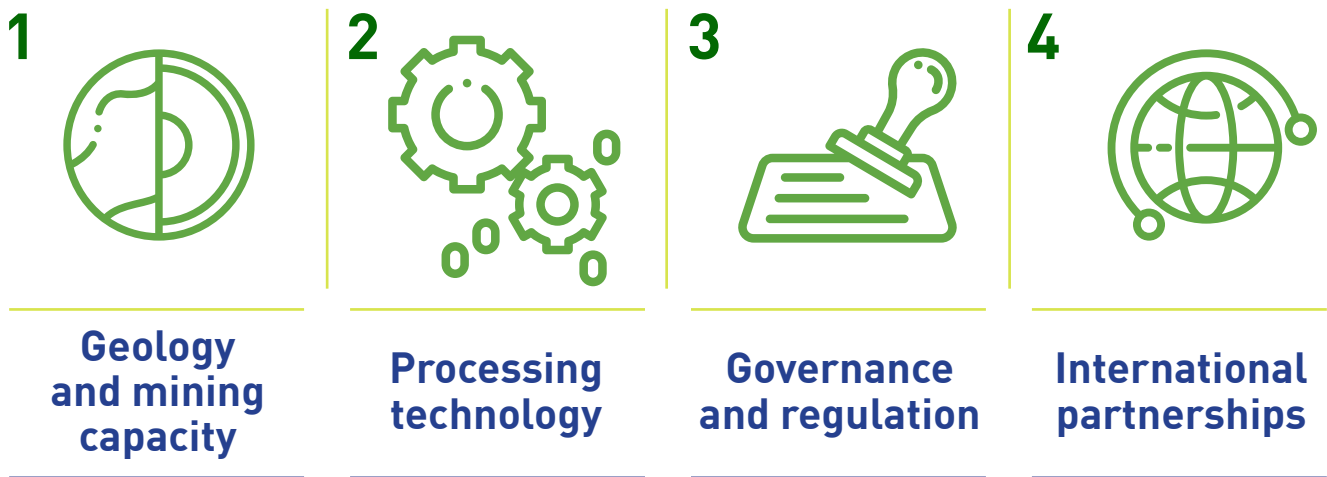 1
2
3
4
Geology
and mining
capacity
Processing
technology
Governance
and regulation
International
partnerships